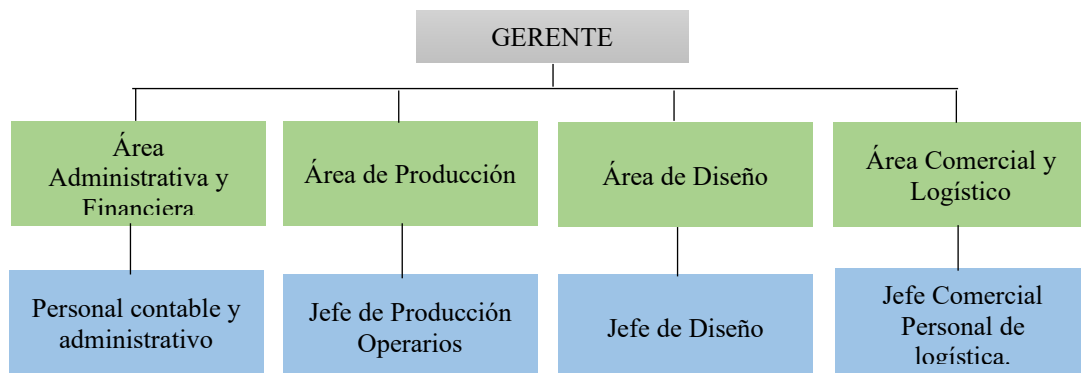 GERENTE
Área
Administrativa y
Financiera
Área de Producción
Área de Diseño
Área Comercial y
Logístico
Personal contable y
administrativo
Jefe de Producción
Operarios
Jefe de Diseño
Jefe Comercial
Personal de
logística.